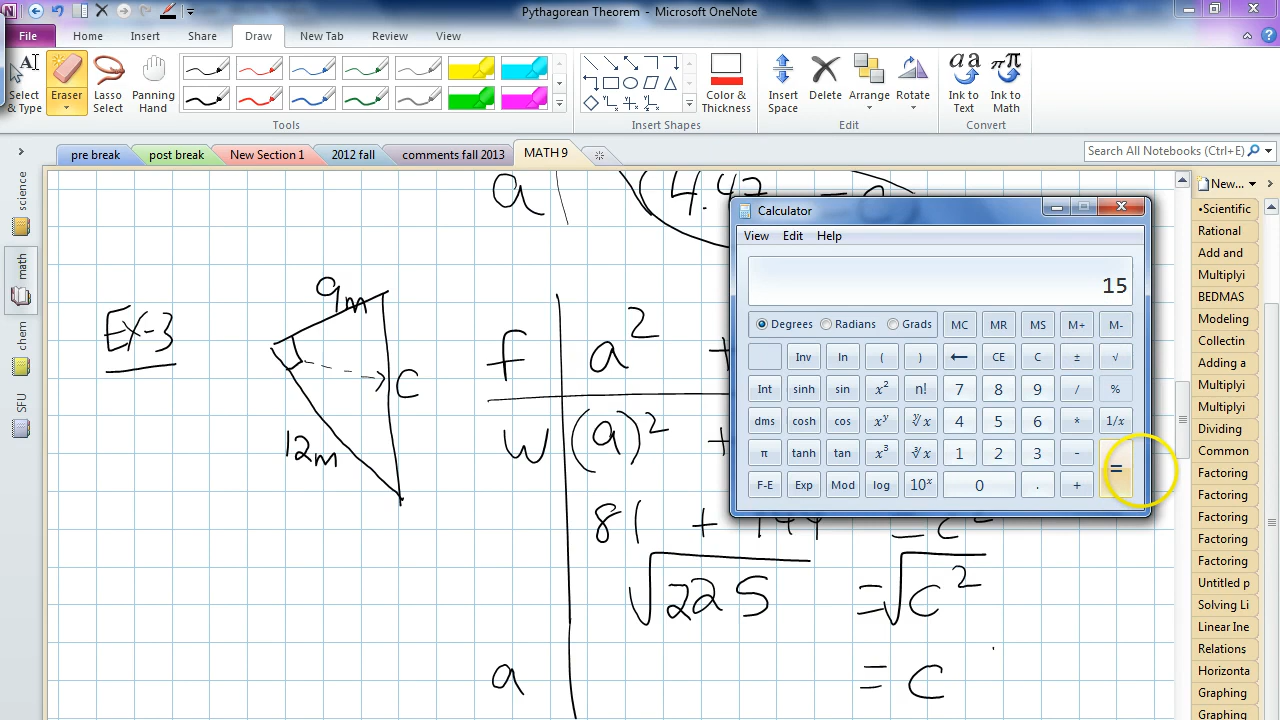 Pythagorean Theorem - Microsoft OneNote
File Home Insert Share Draw New Tab Review View
Select & Type Eraser Lasso Select Panning Hand Color & Thickness Insert Space Delete Arrange Rotate Ink to Text Ink to Math
Tools Insert Shapes Edit Convert
pre break post break New Section 1 2012 fall comments fall 2013 MATH 9 Search All Notebooks (Ctrl+E)
science
math
chem
SFU
New...
•Scientific
Rational
Add and
Multiplyi
BEDMAS
Modeling
Collectin
Adding a
Multiplyi
Multiplyi
Dividing
Common
Factoring
Factoring
Factoring
Factoring
Factoring
Untitled p
Solving Li
Linear Ine
Relations
Horizonta
Graphing
Graphing
a (4.47 = a
Ex-3
9m
c
12m
f a² +
w (9)² +
81 + 144 = c²
√225 = √c²
a = c
Calculator
View Edit Help
15
Degrees Radians Grads MC MR MS M+ M-
Inv ln ( ) ← CE C ± √
Int sinh sin x² n! 7 8 9 / %
dms cosh cos xʸ ʸ√x 4 5 6 * 1/x
π tanh tan x³ ³√x 1 2 3 - =
F-E Exp Mod log 10ˣ 0 . +